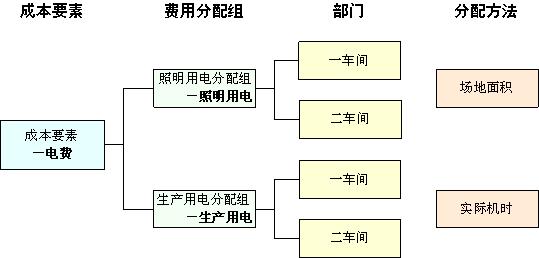 成本要素 费用分配组 部门 分配方法
成本要素
—电费
照明用电分配组
—照明用电
一车间
二车间
场地面积
生产用电分配组
—生产用电
一车间
二车间
实际机时